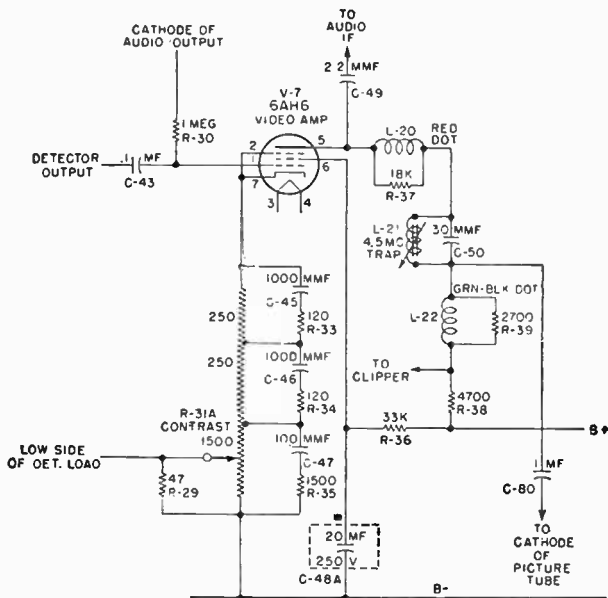 TO
AUDIO
IF
CATHODE OF
AUDIO OUTPUT
2 2 MMF
C-49
V-7
6AH6
VIDEO AMP
1 MEG
R-30
5
L-20
RED
DOT
2
1
6
7
DETECTOR
OUTPUT
.1 MF
C-43
18K
R-37
3 4
L-21
4.5MC
TRAP
30 MMF
C-50
1000 MMF
C-45
GRN-BLK DOT
250
120
R-33
L-22
2700
R-39
250
1000 MMF
C-46
TO
CLIPPER
120
R-34
4700
R-38
R-31A
CONTRAST
1500
33K
R-36
B+
100 MMF
C-47
LOW SIDE
OF OET. LOAO
47
R-29
1500
R-35
1 MF
C-80
20 MF
250 V
C-48A
TO
CATHODE
OF
PICTURE
TUBE
B-